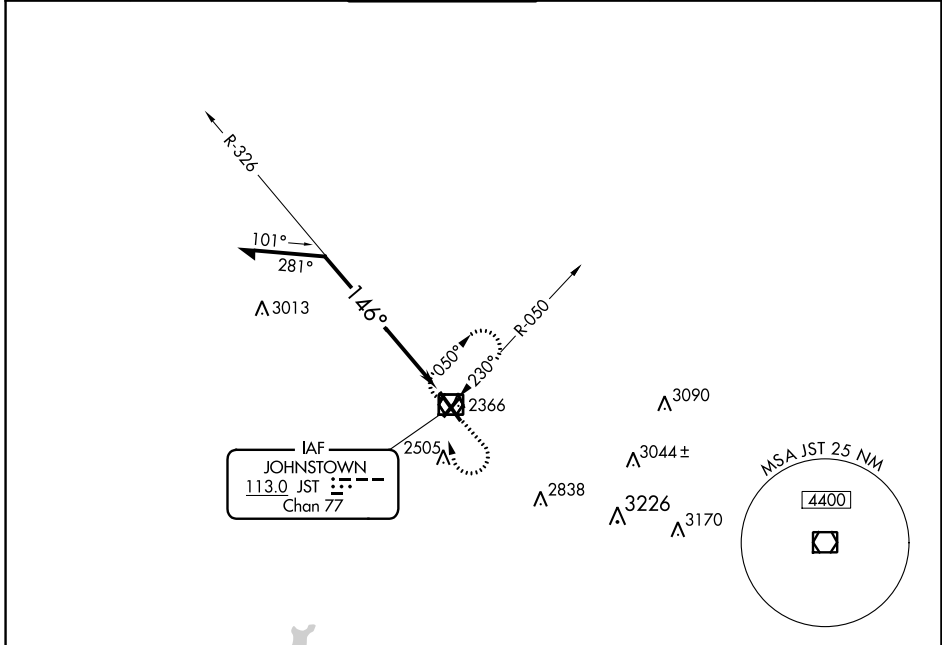 R-326
101°
281°
3013
146°
R-050
050°
230°
2366
3090
2505
3044±
MSA JST 25 NM
IAF
JOHNSTOWN
113.0 JST
Chan 77
2838
3226
3170
4400